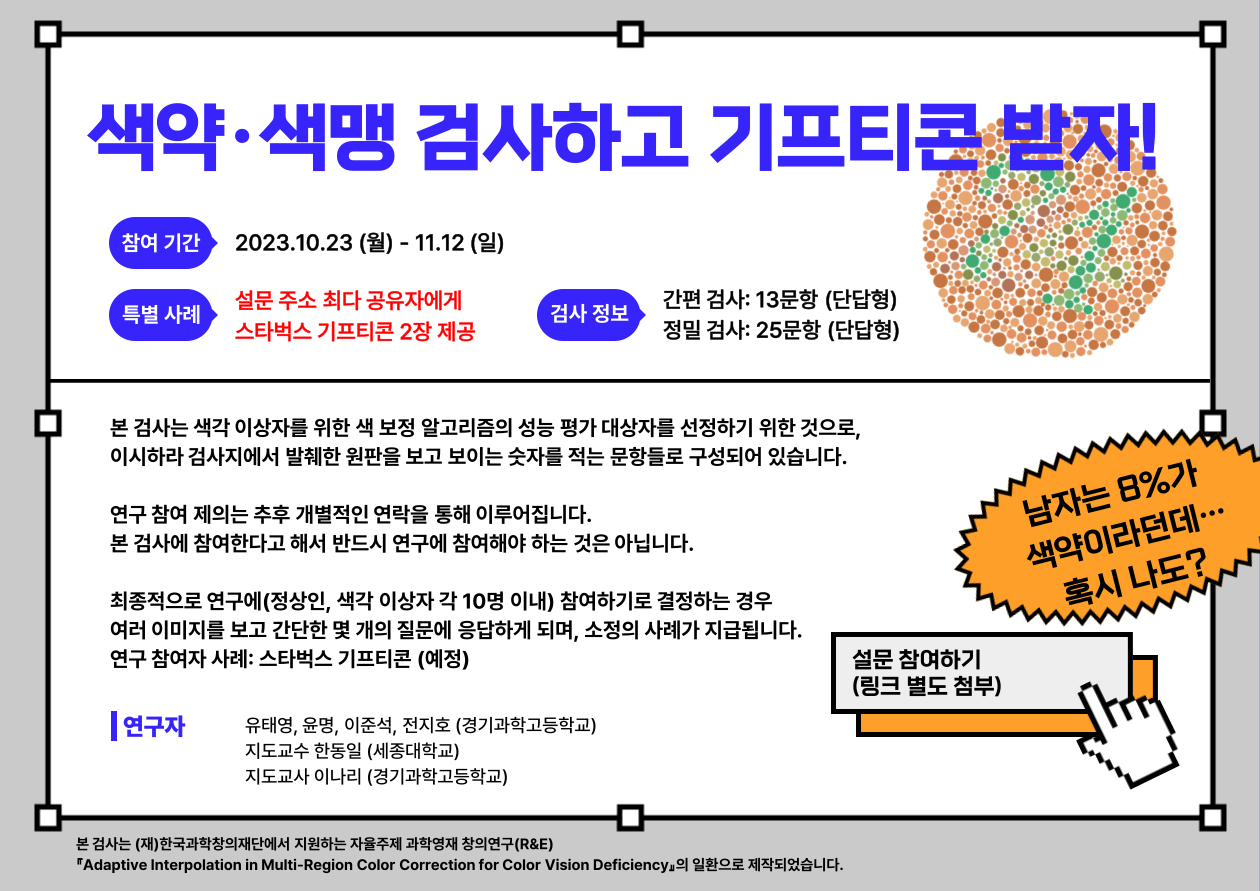 색약·색맹 검사하고 기프티콘 받자!
참여 기간
2023.10.23 (월) - 11.12 (일)
특별 사례
설문 주소 최다 공유자에게
스타벅스 기프티콘 2장 제공
검사 정보
간편 검사: 13문항 (단답형)
정밀 검사: 25문항 (단답형)
본 검사는 색각 이상자를 위한 색 보정 알고리즘의 성능 평가 대상자를 선정하기 위한 것으로,
이시하라 검사지에서 발췌한 원판을 보고 보이는 숫자를 적는 문항들로 구성되어 있습니다.
연구 참여 제의는 추후 개별적인 연락을 통해 이루어집니다.
본 검사에 참여한다고 해서 반드시 연구에 참여해야 하는 것은 아닙니다.
최종적으로 연구에(정상인, 색각 이상자 각 10명 이내) 참여하기로 결정하는 경우
여러 이미지를 보고 간단한 몇 개의 질문에 응답하게 되며, 소정의 사례가 지급됩니다.
연구 참여자 사례: 스타벅스 기프티콘 (예정)
남자는 8%가
색약이라던데…
혹시 나도?
설문 참여하기
(링크 별도 첨부)
연구자
유태영, 윤명, 이준석, 전지호 (경기과학고등학교)
지도교수 한동일 (세종대학교)
지도교사 이나리 (경기과학고등학교)
본 검사는 (재)한국과학창의재단에서 지원하는 자율주제 과학영재 창의연구(R&E)
『Adaptive Interpolation in Multi-Region Color Correction for Color Vision Deficiency』의 일환으로 제작되었습니다.